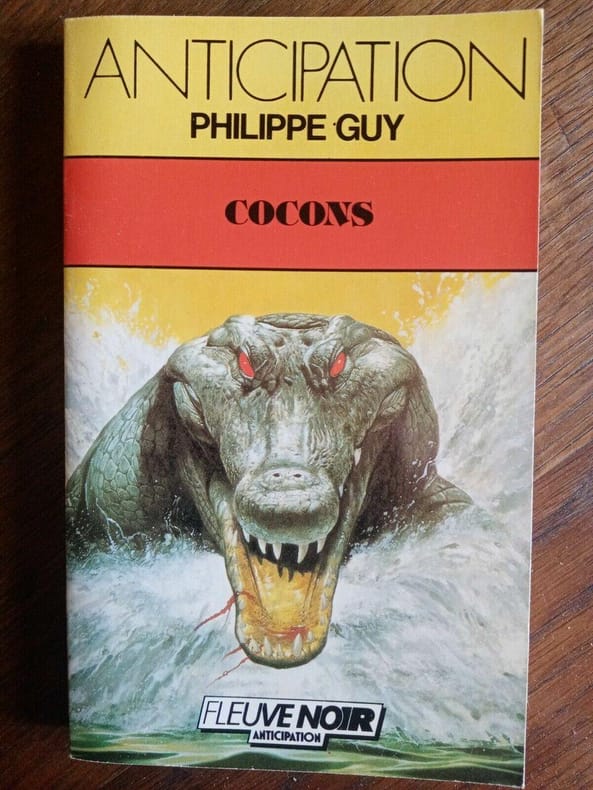 ANTICIPATION
PHILIPPE GUY
COCONS
FLEUVE NOIR
ANTICIPATION